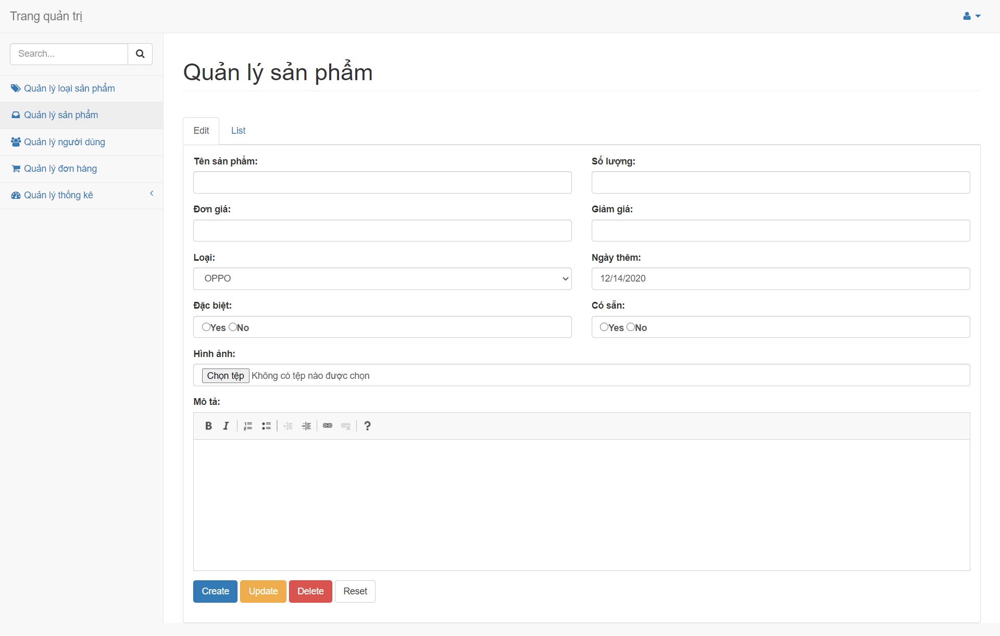 Trang quản trị
Search...
Quản lý loại sản phẩm
Quản lý sản phẩm
Quản lý người dùng
Quản lý đơn hàng
Quản lý thống kê
Quản lý sản phẩm
Edit List
Tên sản phẩm: Số lượng:
Đơn giá: Giảm giá:
Loại: Ngày thêm:
OPPO 12/14/2020
Đặc biệt: Có sẵn:
Yes No Yes No
Hình ảnh:
Chọn tệp Không có tệp nào được chọn
Mô tả:
Create Update Delete Reset